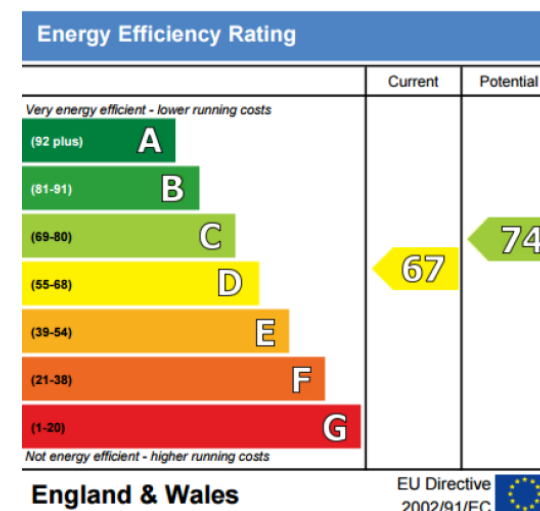 Energy Efficiency Rating
Current
Potential
Very energy efficient - lower running costs
(92 plus) A
(81-91) B
(69-80) C
(55-68) D
(39-54) E
(21-38) F
(1-20) G
67
74
Not energy efficient - higher running costs
England & Wales
EU Directive
2002/91/EC